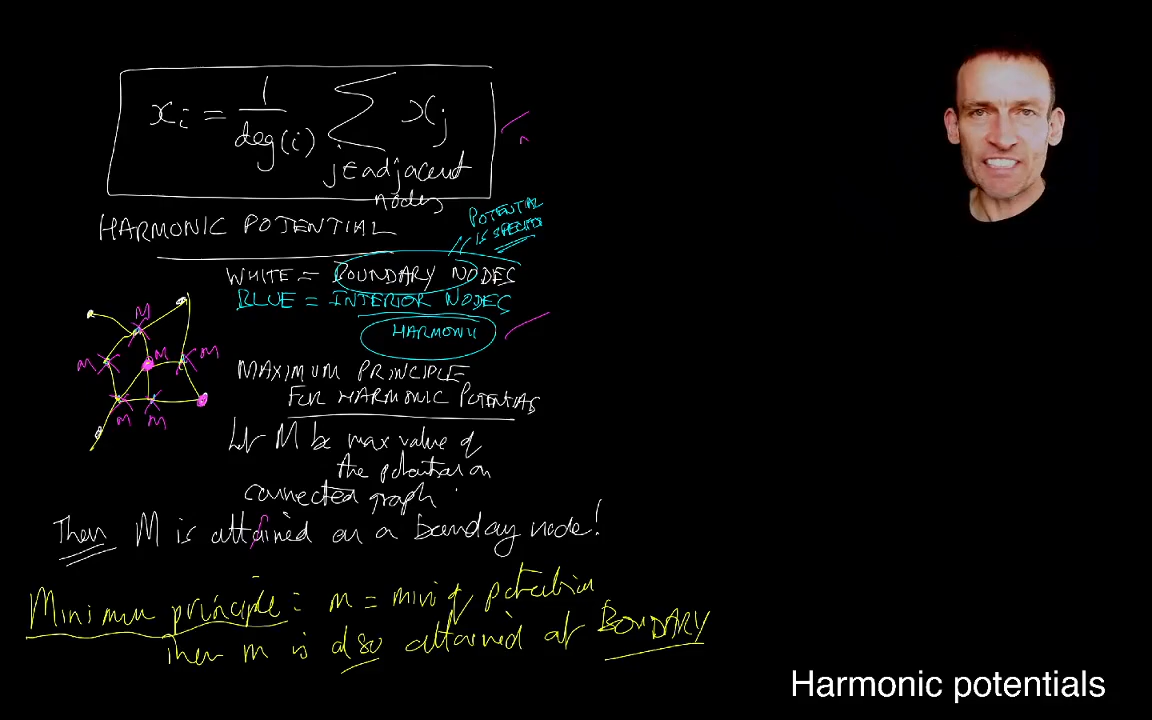 x_i = 1/deg(i) ∑ x_j
j∈adjacent
nodes
HARMONIC POTENTIAL
POTENTIAL
IS SPECIFIED
WHITE = BOUNDARY NODES
BLUE = INTERIOR NODES
HARMONIC
M
M
M
M
M
M
MAXIMUM PRINCIPLE
FOR HARMONIC POTENTIALS
Let M be max value of
the potential on
connected graph.
Then M is attained on a boundary node!
Minimum principle: m = min of potential
then m is also attained at BOUNDARY
Harmonic potentials